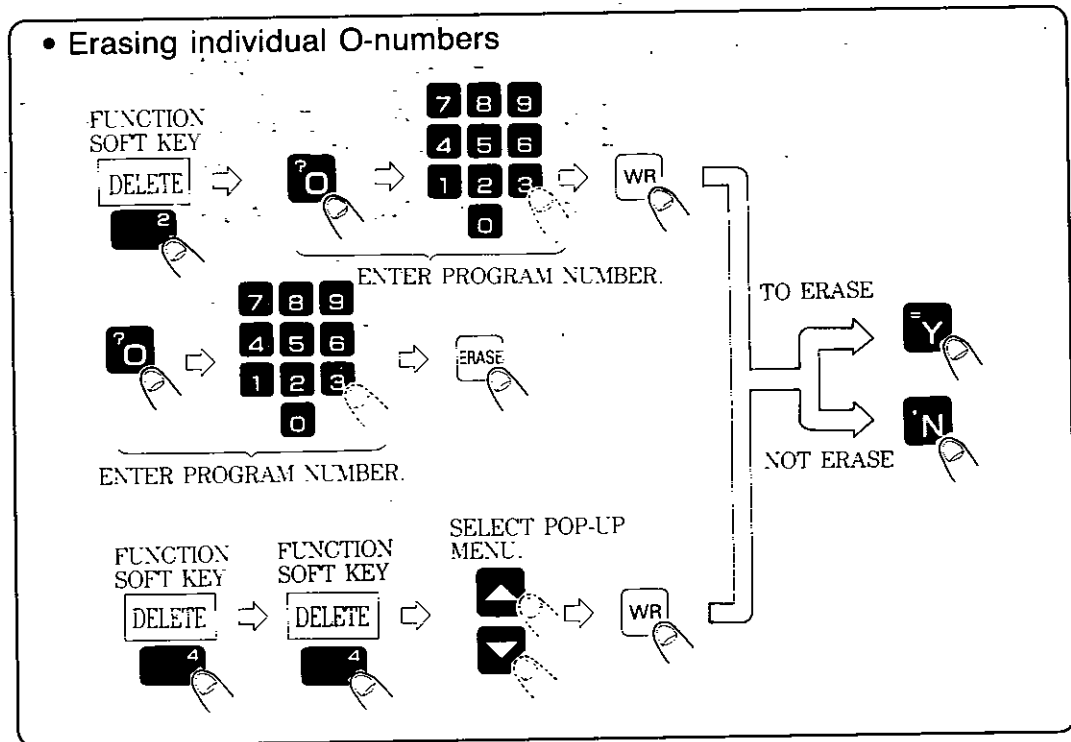 • Erasing individual O-numbers
FUNCTION
SOFT KEY
DELETE
2
?O
7 8 9
4 5 6
1 2 3
0
WR
ENTER PROGRAM NUMBER.
?O
7 8 9
4 5 6
1 2 3
0
ERASE
ENTER PROGRAM NUMBER.
TO ERASE
=Y
'N
NOT ERASE
FUNCTION
SOFT KEY
DELETE
4
FUNCTION
SOFT KEY
DELETE
4
SELECT POP-UP
MENU.
WR